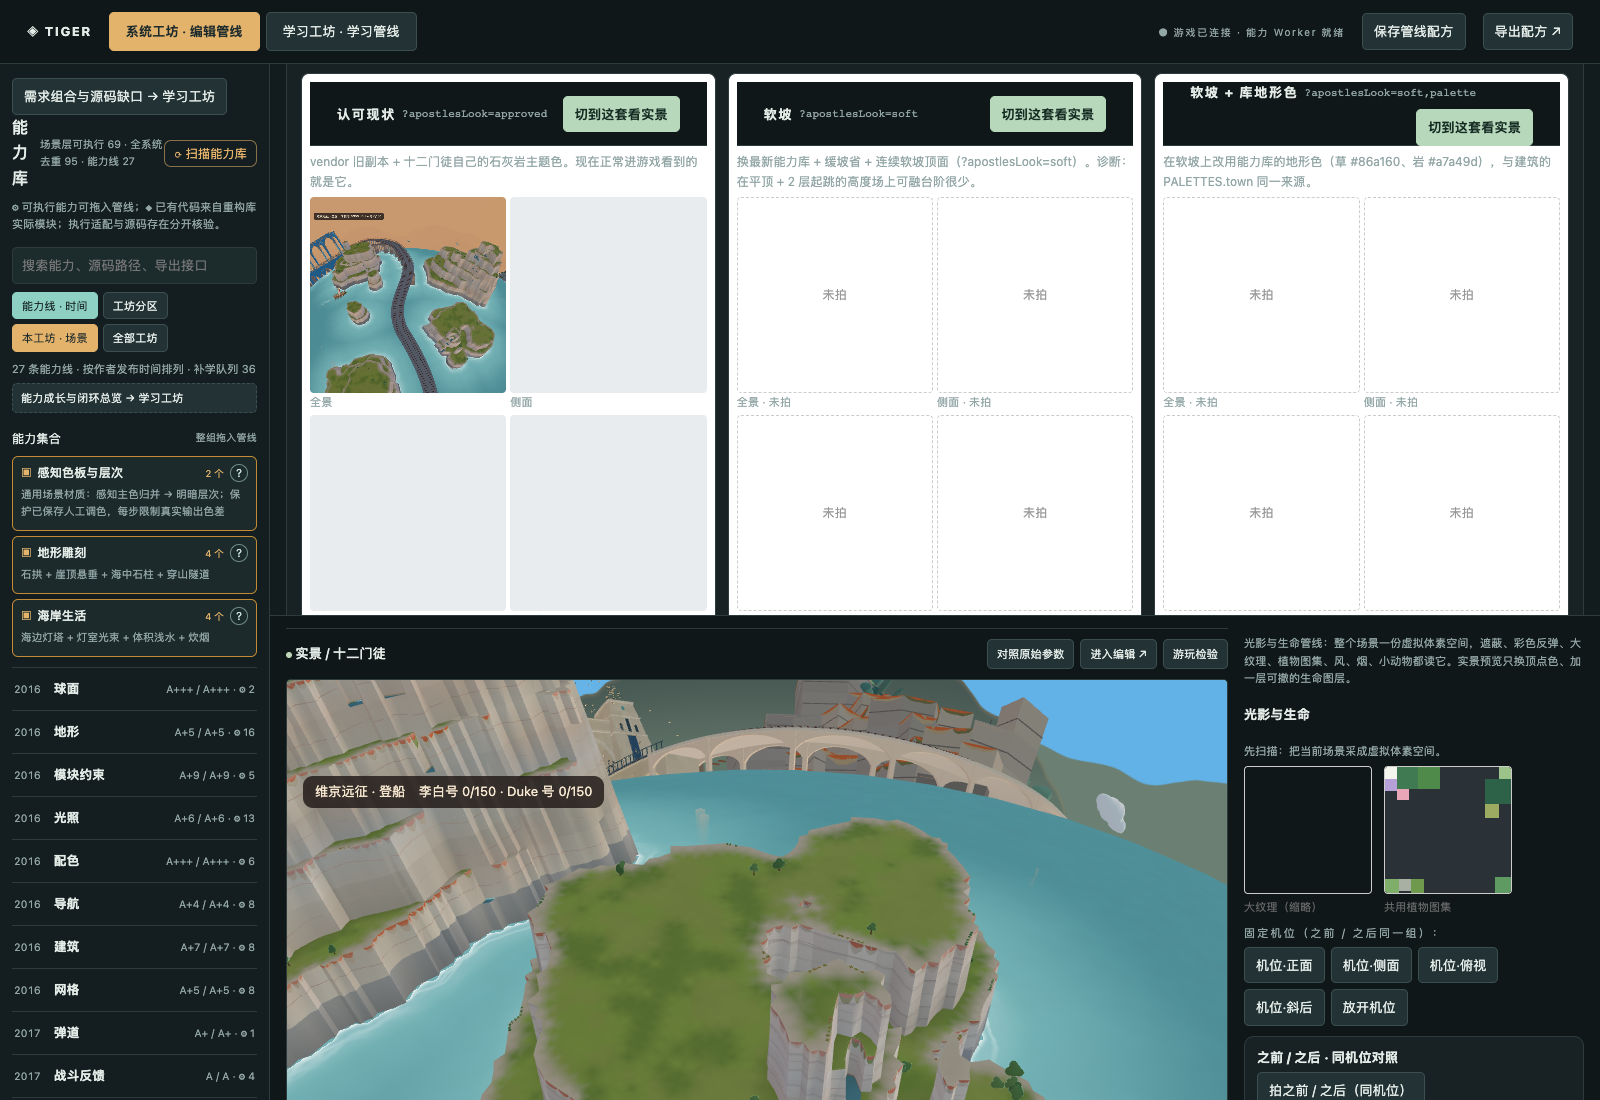 ◈ TIGER
系统工坊 · 编辑管线
学习工坊 · 学习管线
游戏已连接 · 能力 Worker 就绪
保存管线配方
导出配方 ↗
需求组合与源码缺口 → 学习工坊
能力库
场景层可执行 69 · 全系统去重 95 · 能力线 27
⟳ 扫描能力库
⚙ 可执行能力可拖入管线；◆ 已有代码来自重构库
实际模块；执行适配与源码存在分开核验。
搜索能力、源码路径、导出接口
能力线 · 时间
工坊分区
本工坊 · 场景
全部工坊
27 条能力线 · 按作者发布时间排列 · 补学队列 36
能力成长与闭环总览 → 学习工坊
能力集合
整组拖入管线
▣ 感知色板与层次 2 个 ?
通用场景材质：感知主色归并 → 明暗层次；保
护已保存人工调色，每步限制真实输出色差
▣ 地形雕刻 4 个 ?
石拱 + 崖顶悬垂 + 海中石柱 + 穿山隧道
▣ 海岸生活 4 个 ?
海边灯塔 + 灯室光束 + 体积浅水 + 炊烟
2016 球面 A+++ / A+++ · ⚙ 2
2016 地形 A+5 / A+5 · ⚙ 16
2016 模块约束 A+9 / A+9 · ⚙ 5
2016 光照 A+6 / A+6 · ⚙ 13
2016 配色 A+++ / A+++ · ⚙ 6
2016 导航 A+4 / A+4 · ⚙ 8
2016 建筑 A+7 / A+7 · ⚙ 8
2016 网格 A+5 / A+5 · ⚙ 8
2017 弹道 A+ / A+ · ⚙ 1
2017 战斗反馈 A / A · ⚙ 4
认可现状 ?apostlesLook=approved
切到这套看实景
vendor 旧副本 + 十二门徒自己的石灰岩主题色。现在正常进游戏看到的
就是它。
全景
侧面
软坡 ?apostlesLook=soft
切到这套看实景
换最新能力库 + 缓坡省 + 连续软坡顶面（?apostlesLook=soft）。诊断：
在平顶 + 2 层起跳的高度场上可融台阶很少。
未拍
未拍
全景 · 未拍
侧面 · 未拍
未拍
未拍
软坡 + 库地形色 ?apostlesLook=soft,palette
切到这套看实景
在软坡上改用能力库的地形色（草 #86a160、岩 #a7a49d），与建筑的
PALETTES.town 同一来源。
未拍
未拍
全景 · 未拍
侧面 · 未拍
未拍
未拍
实景 / 十二门徒
对照原始参数
进入编辑 ↗
游玩检验
维京远征 · 登船 李白号 0/150 · Duke 号 0/150
光影与生命管线：整个场景一份虚拟体素空间，遮蔽、彩色反弹、大
纹理、植物图集、风、烟、小动物都读它。实景预览只换顶点色、加
一层可撤的生命图层。
光影与生命
先扫描：把当前场景采成虚拟体素空间。
大纹理（缩略）
共用植物图集
固定机位（之前 / 之后同一组）：
机位·正面
机位·侧面
机位·俯视
机位·斜后
放开机位
之前 / 之后 · 同机位对照
拍之前 / 之后（同机位）